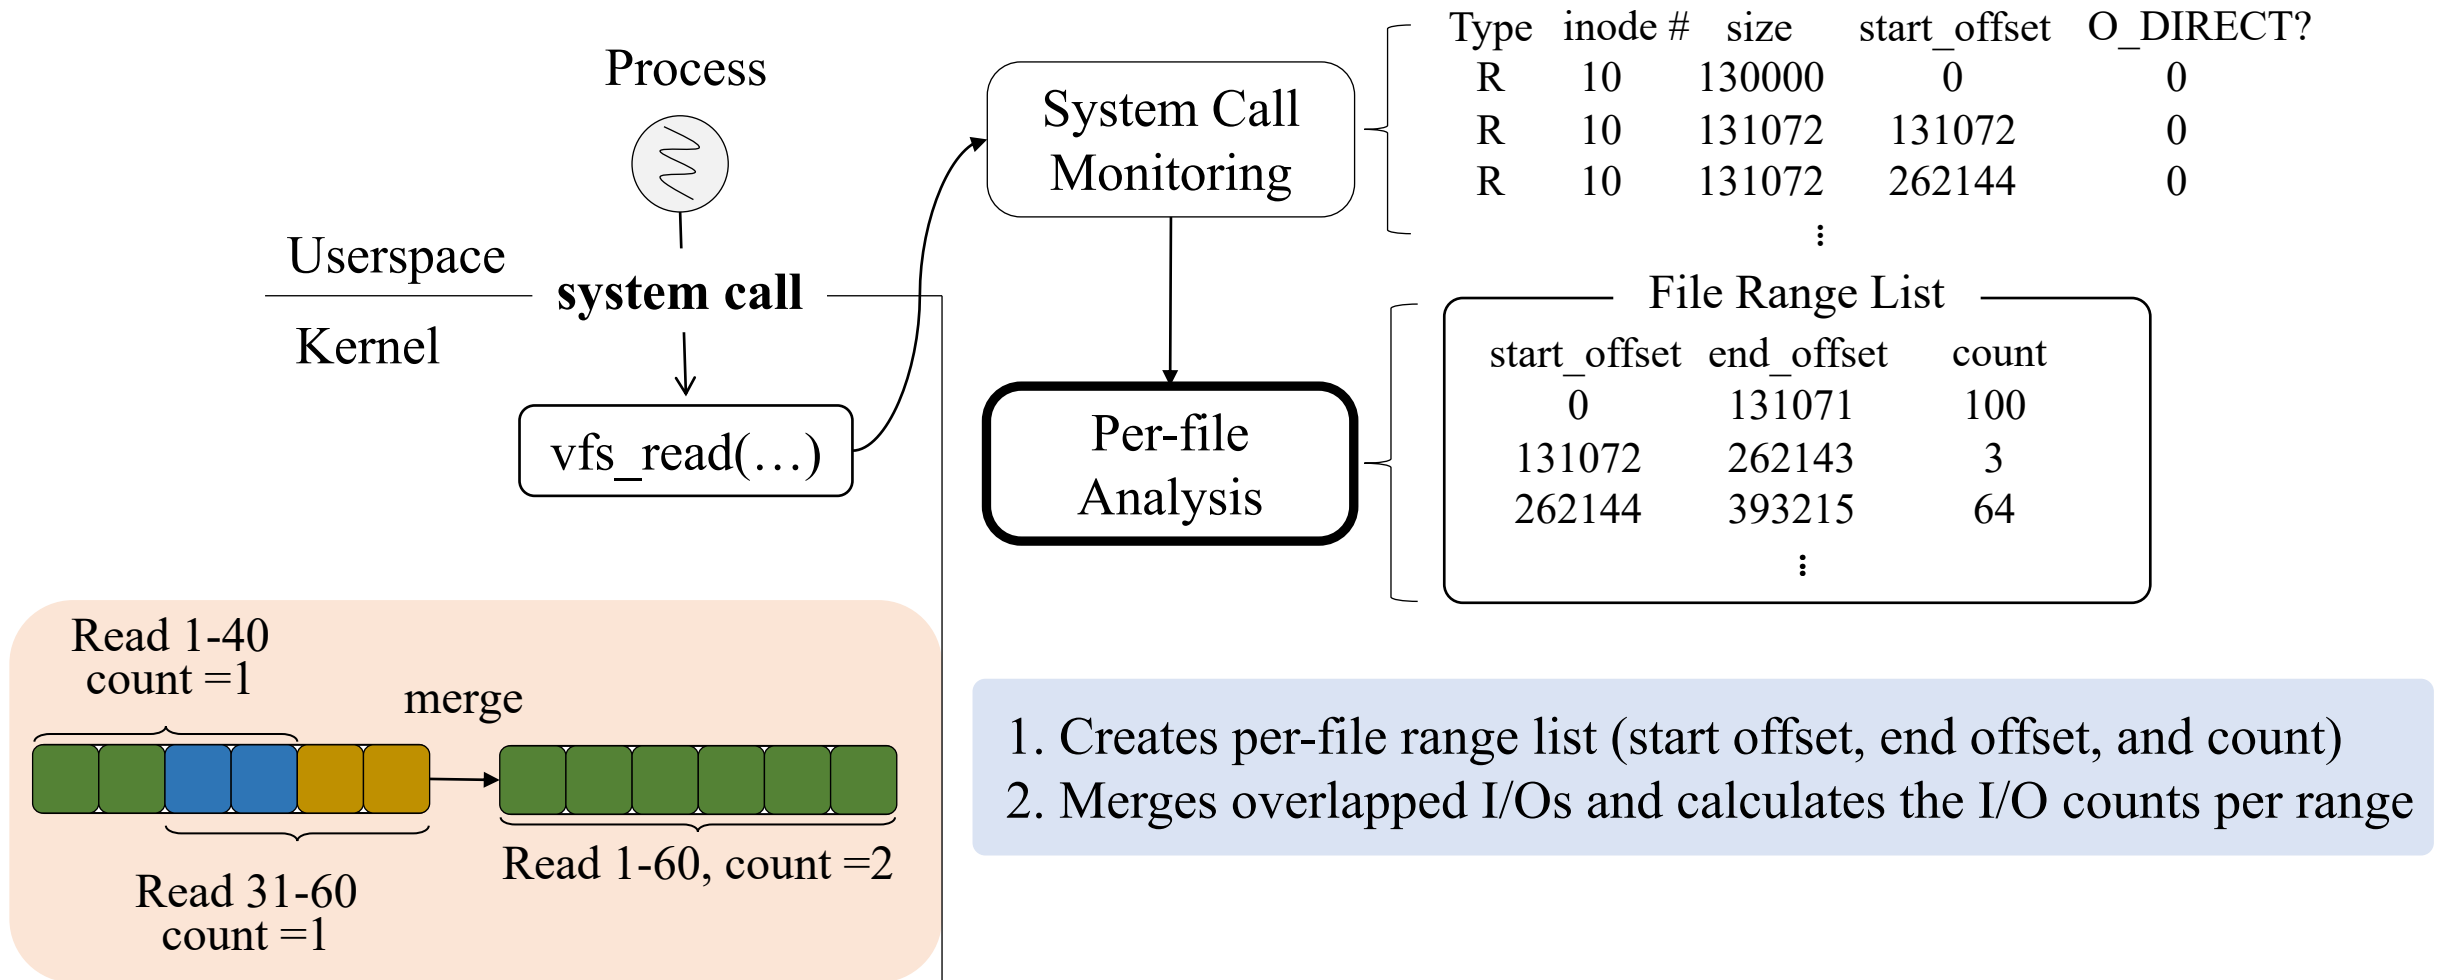 Process
Userspace
system call
Kernel
vfs_read(…)
System Call
Monitoring
Type inode # size start_offset O_DIRECT?
R 10 130000 0 0
R 10 131072 131072 0
R 10 131072 262144 0
⋮
Per-file
Analysis
File Range List
start_offset end_offset count
0 131071 100
131072 262143 3
262144 393215 64
⋮
Read 1-40
count =1
merge
Read 31-60
count =1
Read 1-60, count =2
1. Creates per-file range list (start offset, end offset, and count)
2. Merges overlapped I/Os and calculates the I/O counts per range